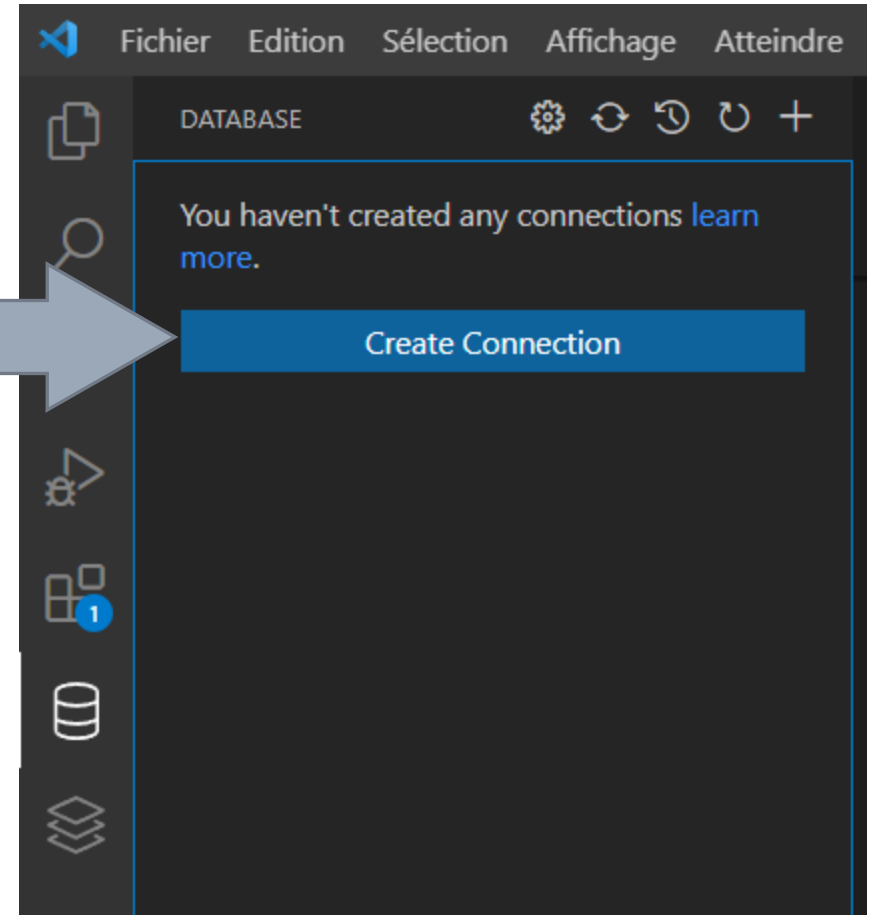 Fichier Edition Sélection Affichage Atteindre
DATABASE
You haven't created any connections learn
more.
Create Connection
1